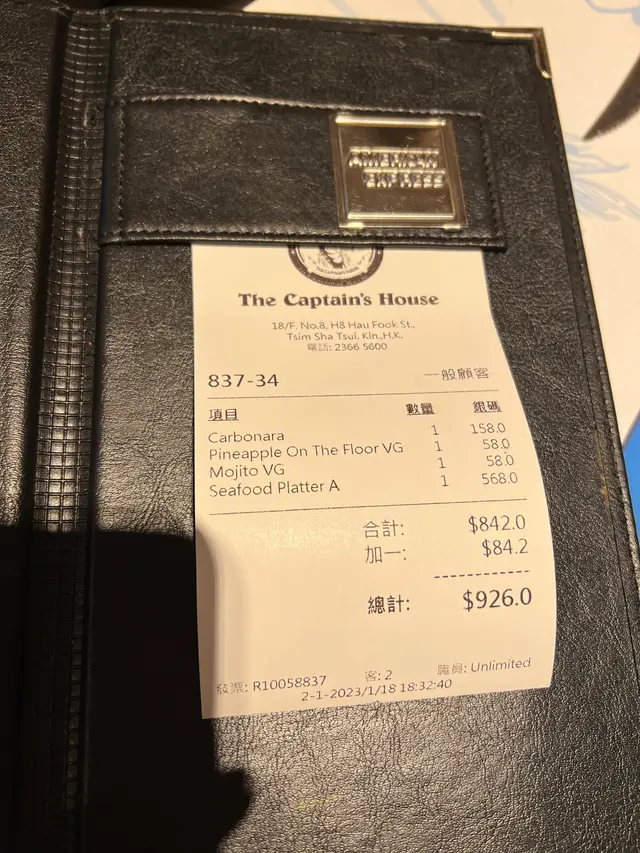 AMERICAN
EXPRESS
The Captain's House
18/F, No.8, H8 Hau Fook St.,
Tsim Sha Tsui, Kln.,H.K.
電話: 2366 5600
837-34 一般顧客
項目 數量 銀碼
Carbonara 1 158.0
Pineapple On The Floor VG 1 58.0
Mojito VG 1 58.0
Seafood Platter A 1 568.0
合計: $842.0
加一: $84.2
總計: $926.0
發票: R10058837 客: 2 職員: Unlimited
2-1-2023/1/18 18:32:40